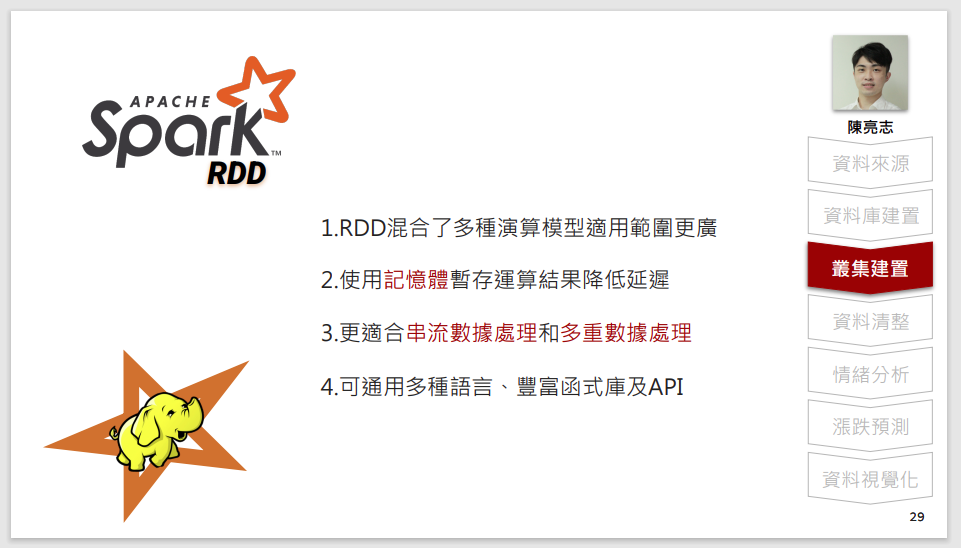 APACHE
Spark™
RDD
1.RDD混合了多種演算模型適用範圍更廣
2.使用記憶體暫存運算結果降低延遲
3.更適合串流數據處理和多重數據處理
4.可通用多種語言、豐富函式庫及API
陳亮志
資料來源
資料庫建置
叢集建置
資料清整
情緒分析
漲跌預測
資料視覺化
29